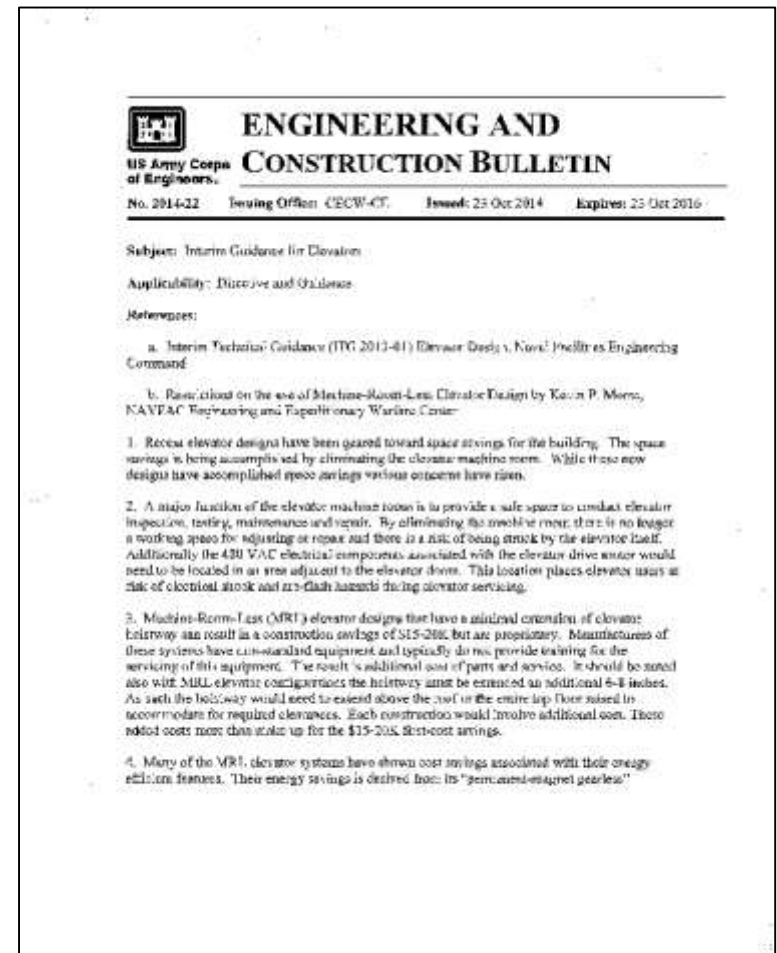 ENGINEERING AND
CONSTRUCTION BULLETIN
US Army Corps
of Engineers.
No. 2014-22 Issuing Office: CECW-CE Issued: 23 Oct 2014 Expires: 23 Oct 2016
Subject: Interim Guidance for Elevators
Applicability: Directive and Guidance
References:
a. Interim Technical Guidance (ITG 2013-01) Elevator Design, Naval Facilities Engineering
Command
b. Restrictions on the use of Machine-Room-Less Elevator Design by Kevin P.
NAVFAC Engineering and Expeditionary Warfare Center
1. Recent elevator designs have been geared toward space savings for the building. The space
savings is being accomplished by eliminating the elevator machine room. While these new
designs have accomplished space savings various concerns have risen.
2. A major function of the elevator machine room is to provide a safe space to conduct elevator
inspection, testing, maintenance and repair. By eliminating the machine room there is no longer
a working space for adjusting or repair and there is a risk of being struck by the elevator itself.
Additionally the 480 VAC electrical components associated with the elevator drive motor would
need to be located in an area adjacent to the elevator doors. This location places elevator users at
risk of electrical shock and arc-flash hazards during elevator servicing.
3. Machine-Room-Less (MRL) elevator designs that have a minimal extension of elevator
hoistway can result in a construction savings of $15-20K but are proprietary. Manufacturers of
these systems have non-standard equipment and typically do not provide training for the
servicing of this equipment. The result is additional cost of parts and service. It should be noted
also with MRL elevator configurations the hoistway must be extended an additional 6-8 inches.
As such the hoistway would need to extend above the roof or the entire top floor raised to
accommodate for required clearances. Each construction would involve additional cost. These
added costs more than make up for the $15-20K first-cost savings.
4. Many of the MRL elevator systems have shown cost savings associated with their energy
efficient features. Their energy savings is derived from its "permanent-magnet gearless"